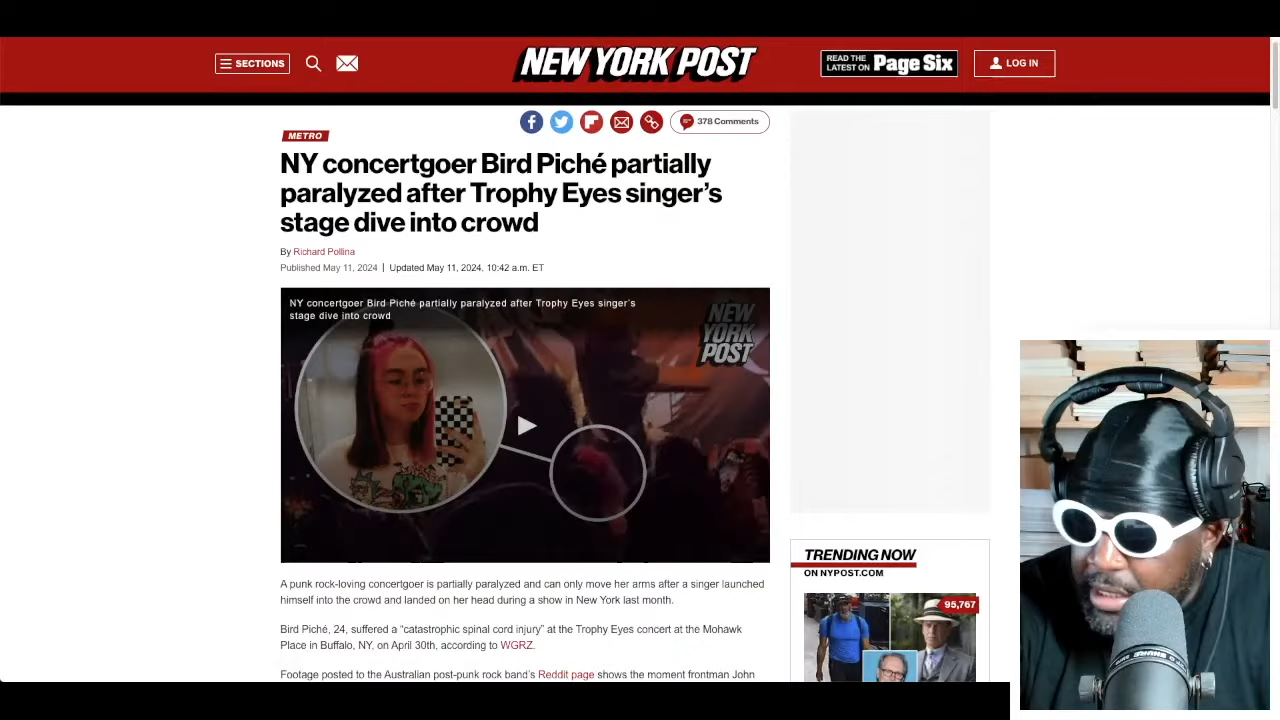 SECTIONS
NEW YORK POST
READ THE
LATEST ON
Page Six
LOG IN
378 Comments
METRO
NY concertgoer Bird Piché partially
paralyzed after Trophy Eyes singer's
stage dive into crowd
By Richard Pollina
Published May 11, 2024 | Updated May 11, 2024, 10:42 a.m. ET
NY concertgoer Bird Piché partially paralyzed after Trophy Eyes singer's
stage dive into crowd
NEW
YORK
POST
A punk rock-loving concertgoer is partially paralyzed and can only move her arms after a singer launched
himself into the crowd and landed on her head during a show in New York last month.
Bird Piché, 24, suffered a “catastrophic spinal cord injury” at the Trophy Eyes concert at the Mohawk
Place in Buffalo, NY, on April 30th, according to WGRZ.
Footage posted to the Australian post-punk rock band's Reddit page shows the moment frontman John
TRENDING NOW
ON NYPOST.COM
95,767